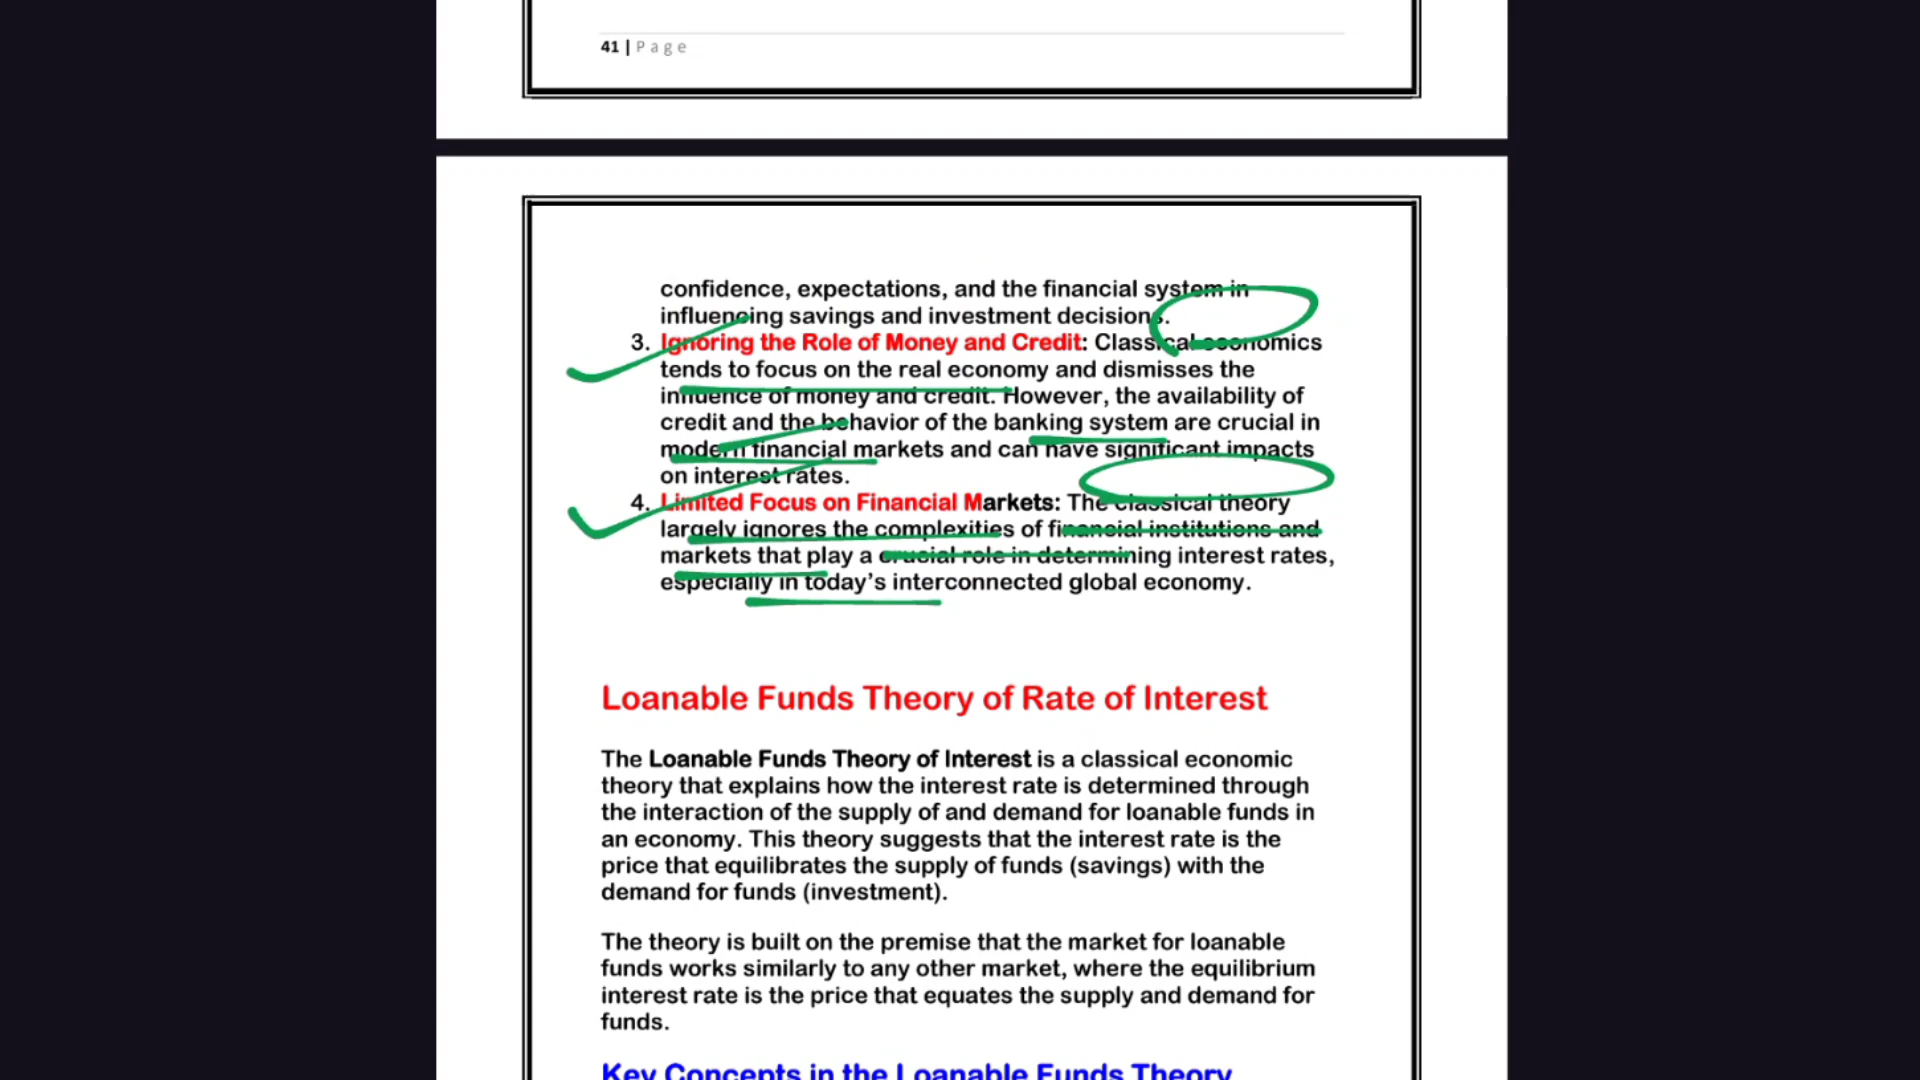 41 | Page
confidence, expectations, and the financial system in
influencing savings and investment decisions.
3. Ignoring the Role of Money and Credit: Classical economics
tends to focus on the real economy and dismisses the
influence of money and credit. However, the availability of
credit and the behavior of the banking system are crucial in
modern financial markets and can have significant impacts
on interest rates.
4. Limited Focus on Financial Markets: The classical theory
largely ignores the complexities of financial institutions and
markets that play a crucial role in determining interest rates,
especially in today’s interconnected global economy.
Loanable Funds Theory of Rate of Interest
The Loanable Funds Theory of Interest is a classical economic
theory that explains how the interest rate is determined through
the interaction of the supply of and demand for loanable funds in
an economy. This theory suggests that the interest rate is the
price that equilibrates the supply of funds (savings) with the
demand for funds (investment).
The theory is built on the premise that the market for loanable
funds works similarly to any other market, where the equilibrium
interest rate is the price that equates the supply and demand for
funds.
Key Concepts in the Loanable Funds Theory